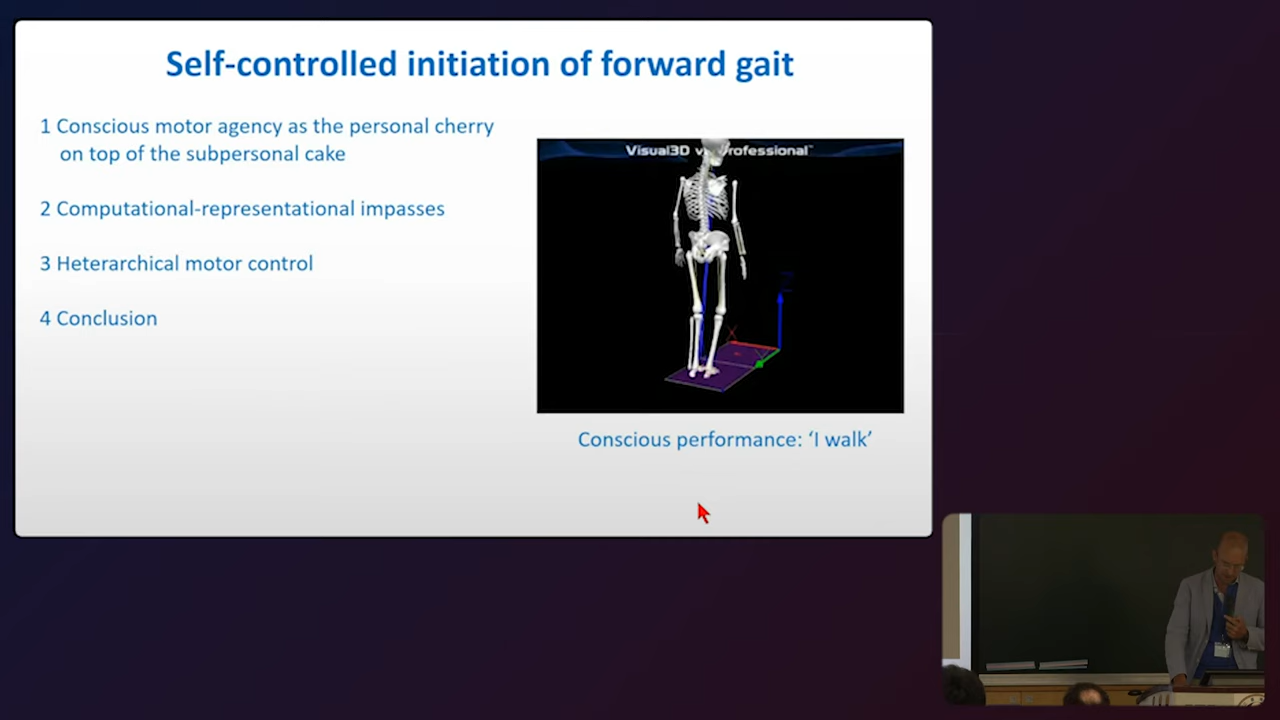 Self-controlled initiation of forward gait
1 Conscious motor agency as the personal cherry
on top of the subpersonal cake
2 Computational-representational impasses
3 Heterarchical motor control
4 Conclusion
Visual3D
Conscious performance: ‘I walk’